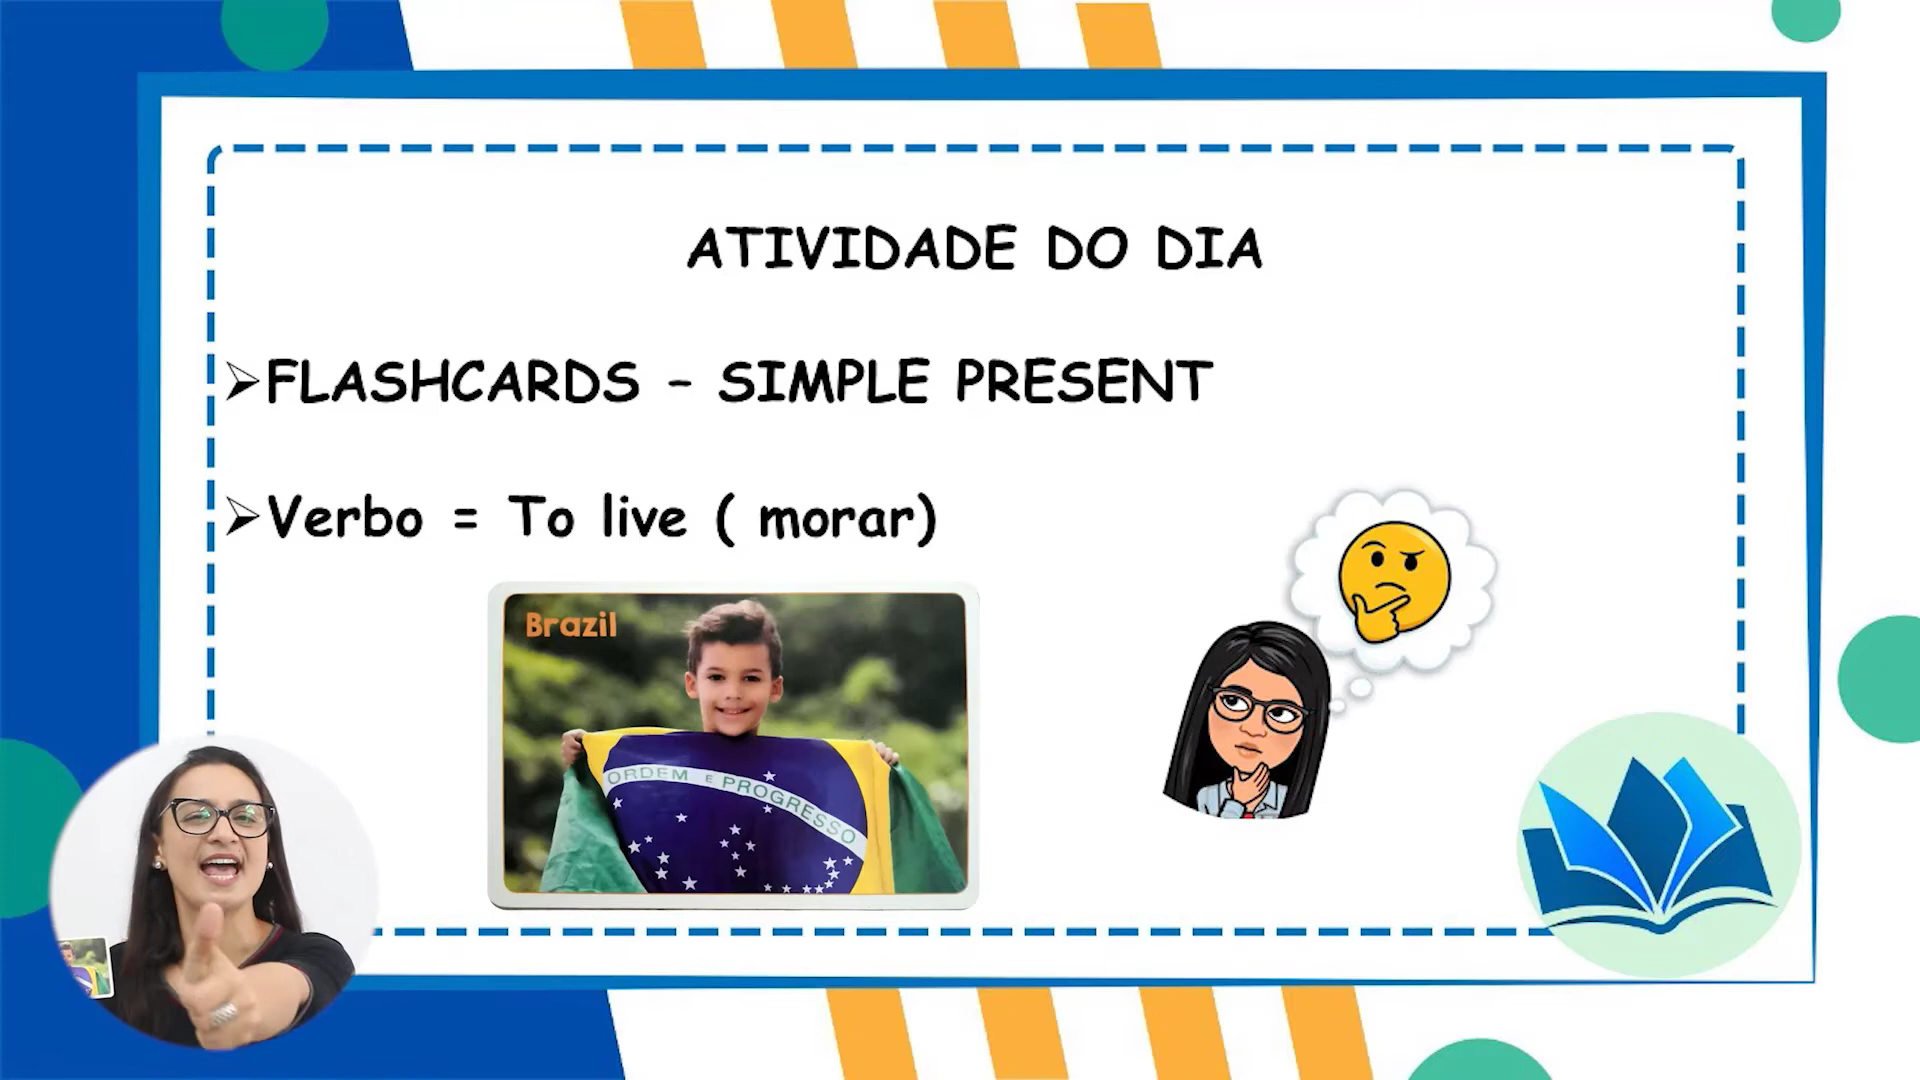 ATIVIDADE DO DIA
➢FLASHCARDS – SIMPLE PRESENT
➢Verbo = To live ( morar)
Brazil
ORDEM E PROGRESSO